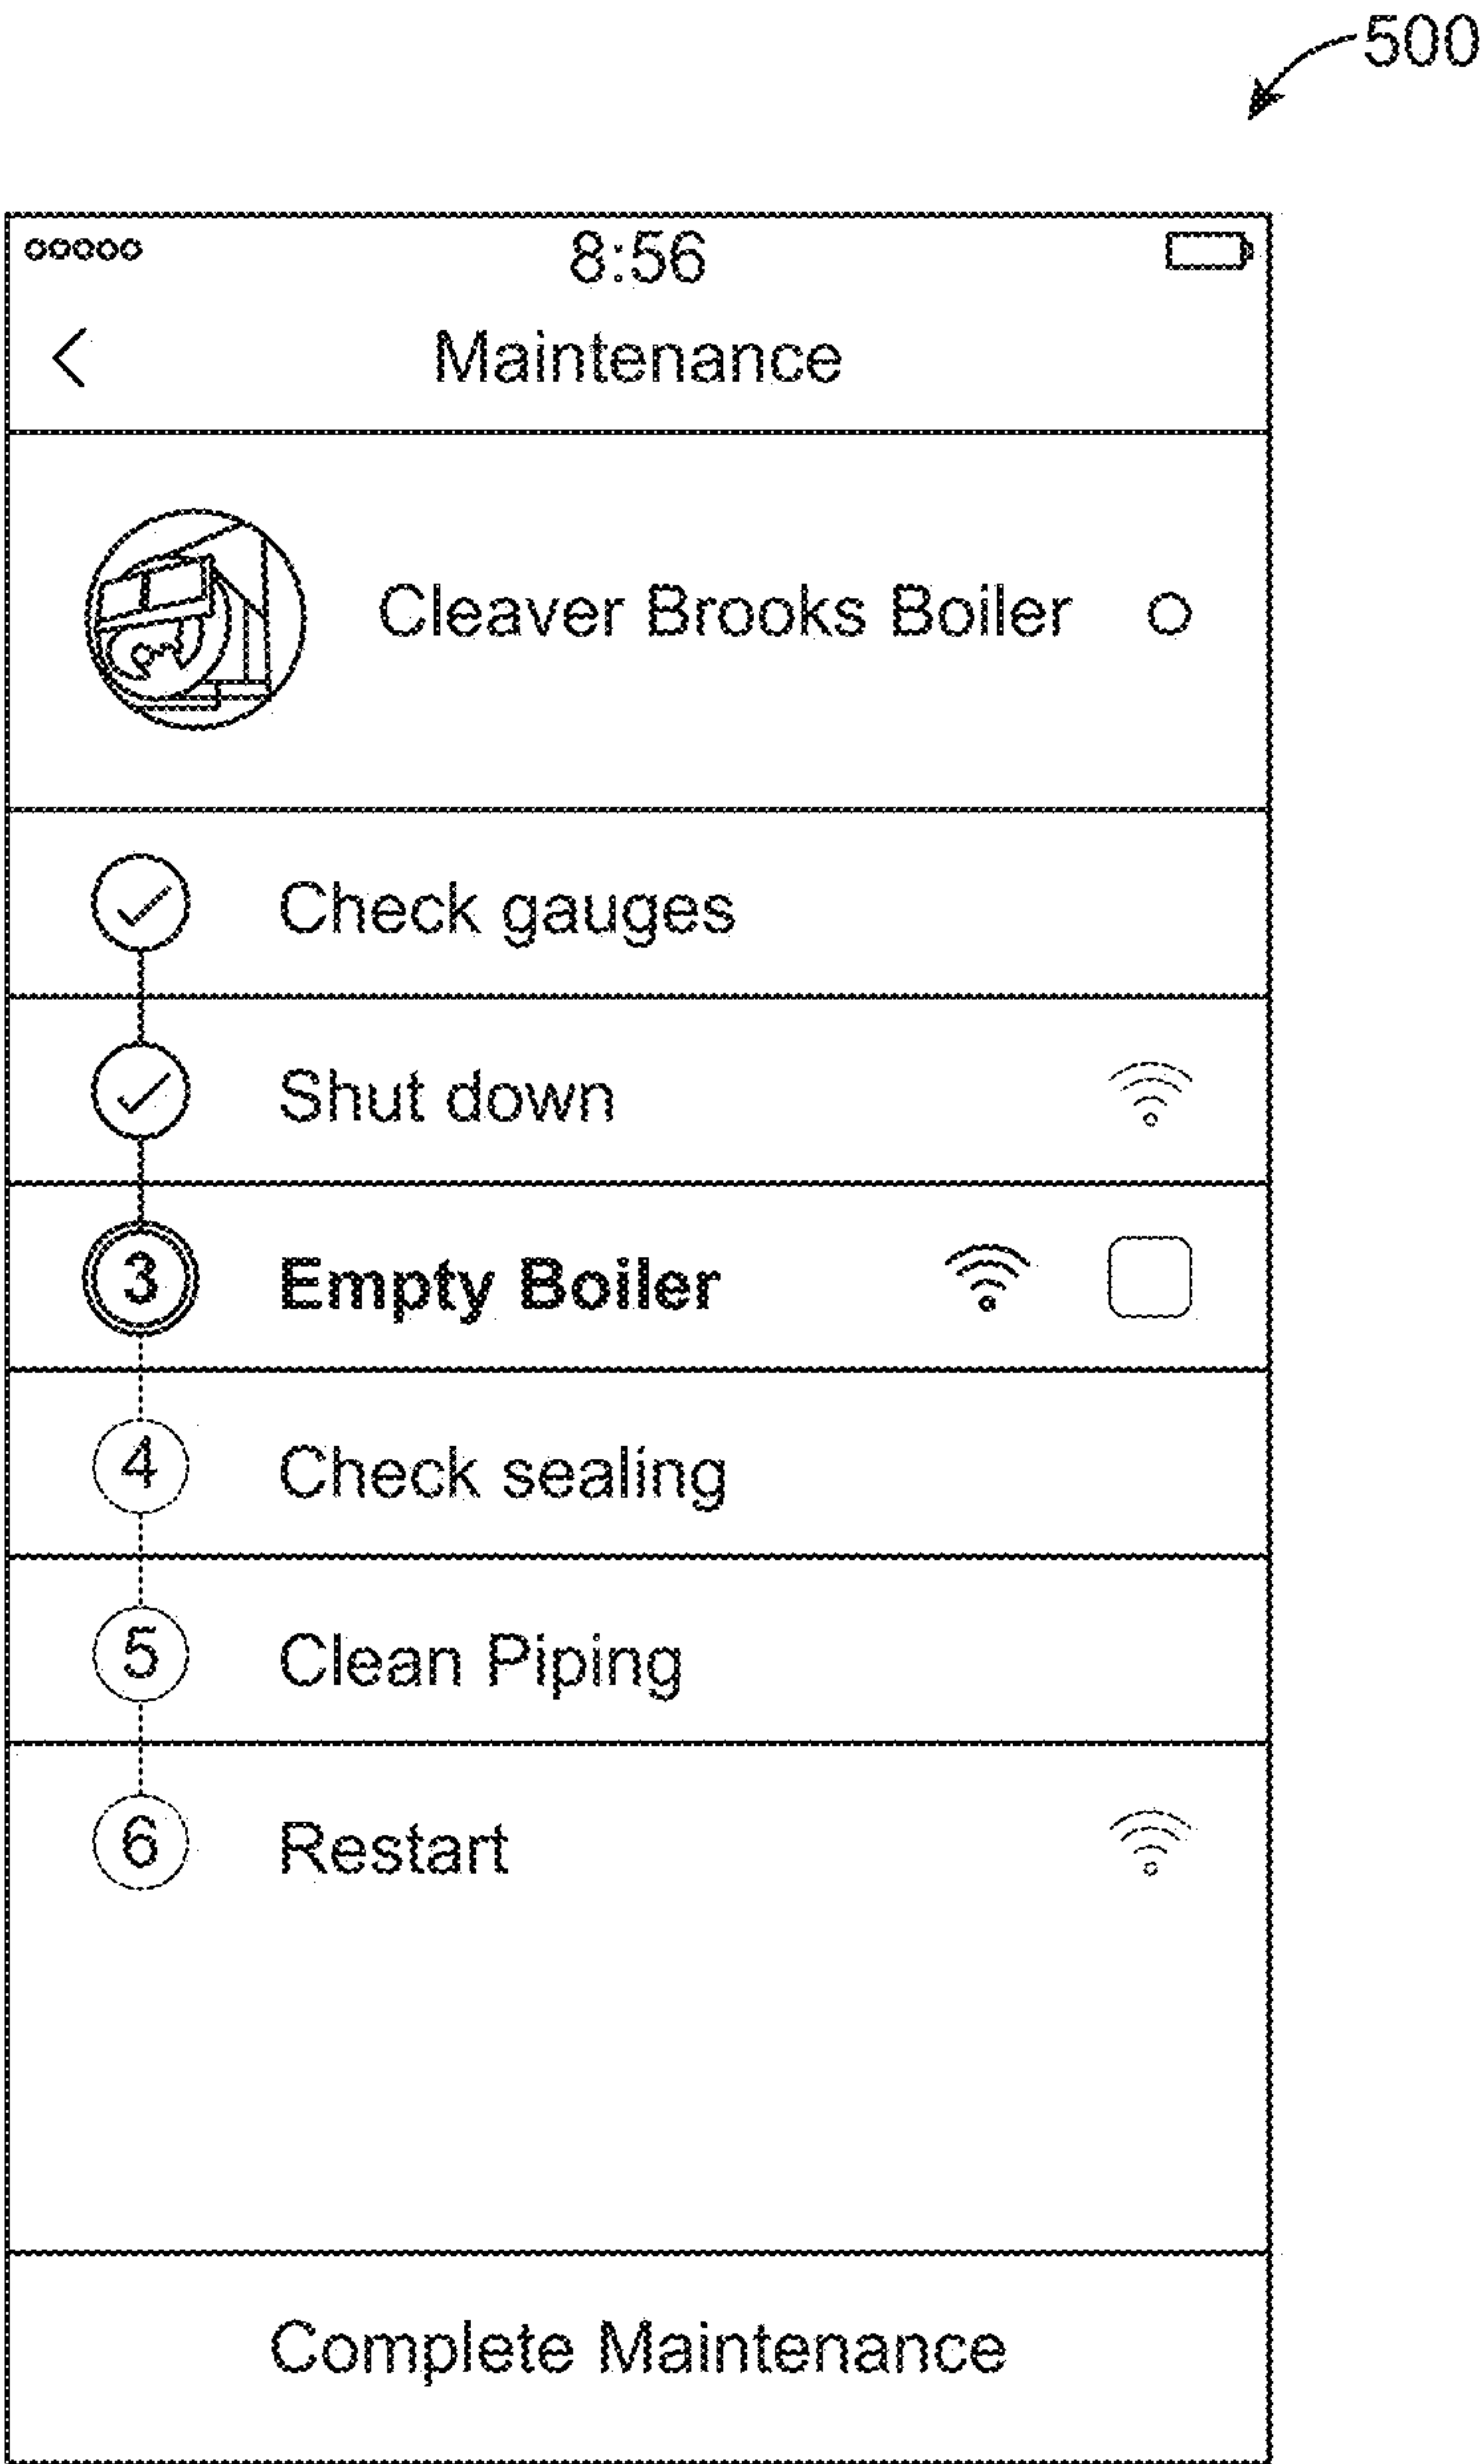 500
8:56
Maintenance
Cleaver Brooks Boiler
Check gauges
Shut down
3 Empty Boiler
4 Check sealing
5 Clean Piping
6 Restart
Complete Maintenance